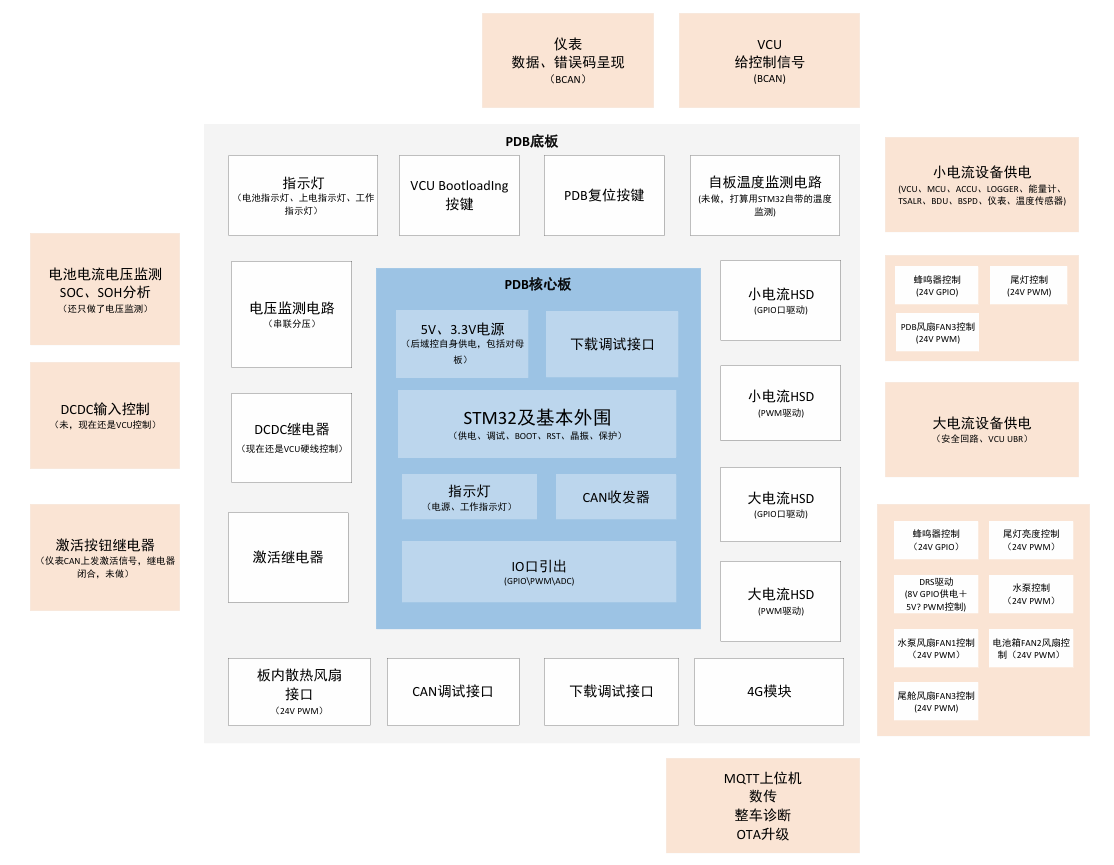 仪表
数据、错误码呈现
（BCAN）
VCU
给控制信号
(BCAN)
PDB底板
指示灯
（电池指示灯、上电指示灯、工作
指示灯）
VCU BootloadIng
按键
PDB复位按键
自板温度监测电路
(未做，打算用STM32自带的温度
监测)
小电流设备供电
(VCU、MCU、ACCU、LOGGER、能量计、
TSALR、BDU、BSPD、仪表、温度传感器)
电池电流电压监测
SOC、SOH分析
（还只做了电压监测）
电压监测电路
（串联分压）
PDB核心板
5V、3.3V电源
（后域控自身供电，包括对母
板）
下载调试接口
小电流HSD
(GPIO口驱动)
蜂鸣器控制
(24V GPIO)
尾灯控制
(24V PWM)
PDB风扇FAN3控制
(24V PWM)
DCDC输入控制
（未，现在还是VCU控制）
DCDC继电器
（现在还是VCU硬线控制）
STM32及基本外围
（供电、调试、BOOT、RST、晶振、保护）
小电流HSD
(PWM驱动)
大电流设备供电
（安全回路、VCU UBR）
指示灯
（电源、工作指示灯）
CAN收发器
大电流HSD
(GPIO口驱动)
激活按钮继电器
（仪表CAN上发激活信号，继电器
闭合，未做）
激活继电器
IO口引出
(GPIO\PWM\ADC)
大电流HSD
(PWM驱动)
蜂鸣器控制
（24V GPIO）
尾灯亮度控制
（24V PWM）
DRS驱动
(8V GPIO供电＋
5V? PWM控制)
水泵控制
（24V PWM）
水泵风扇FAN1控制
（24V PWM）
电池箱FAN2风扇控
制（24V PWM）
尾舱风扇FAN3控制
(24V PWM)
板内散热风扇
接口
（24V PWM）
CAN调试接口
下载调试接口
4G模块
MQTT上位机
数传
整车诊断
OTA升级